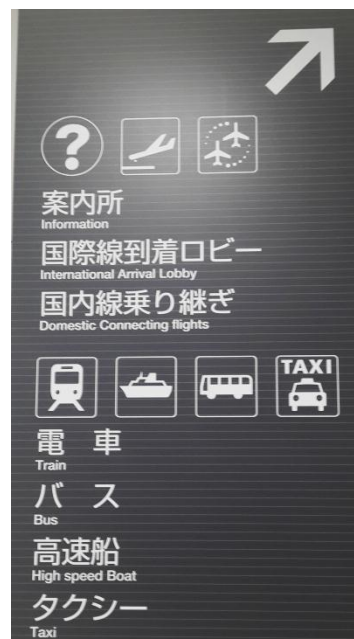 ?
案内所
Information
国際線到着ロビー
International Arrival Lobby
国内線乗り継ぎ
Domestic Connecting flights
TAXI
電車
Train
バス
Bus
高速船
High speed Boat
タクシー
Taxi